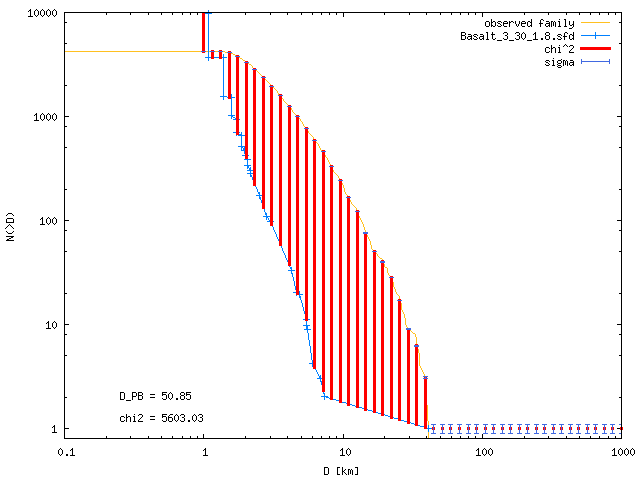 10000
1000
100
10
1
N(>D)
observed family
Basalt_3_30_1.8.sfd
chi^2
sigma
D_PB = 50.85
chi2 = 5603.03
0.1 1 10 100 1000
D [km]